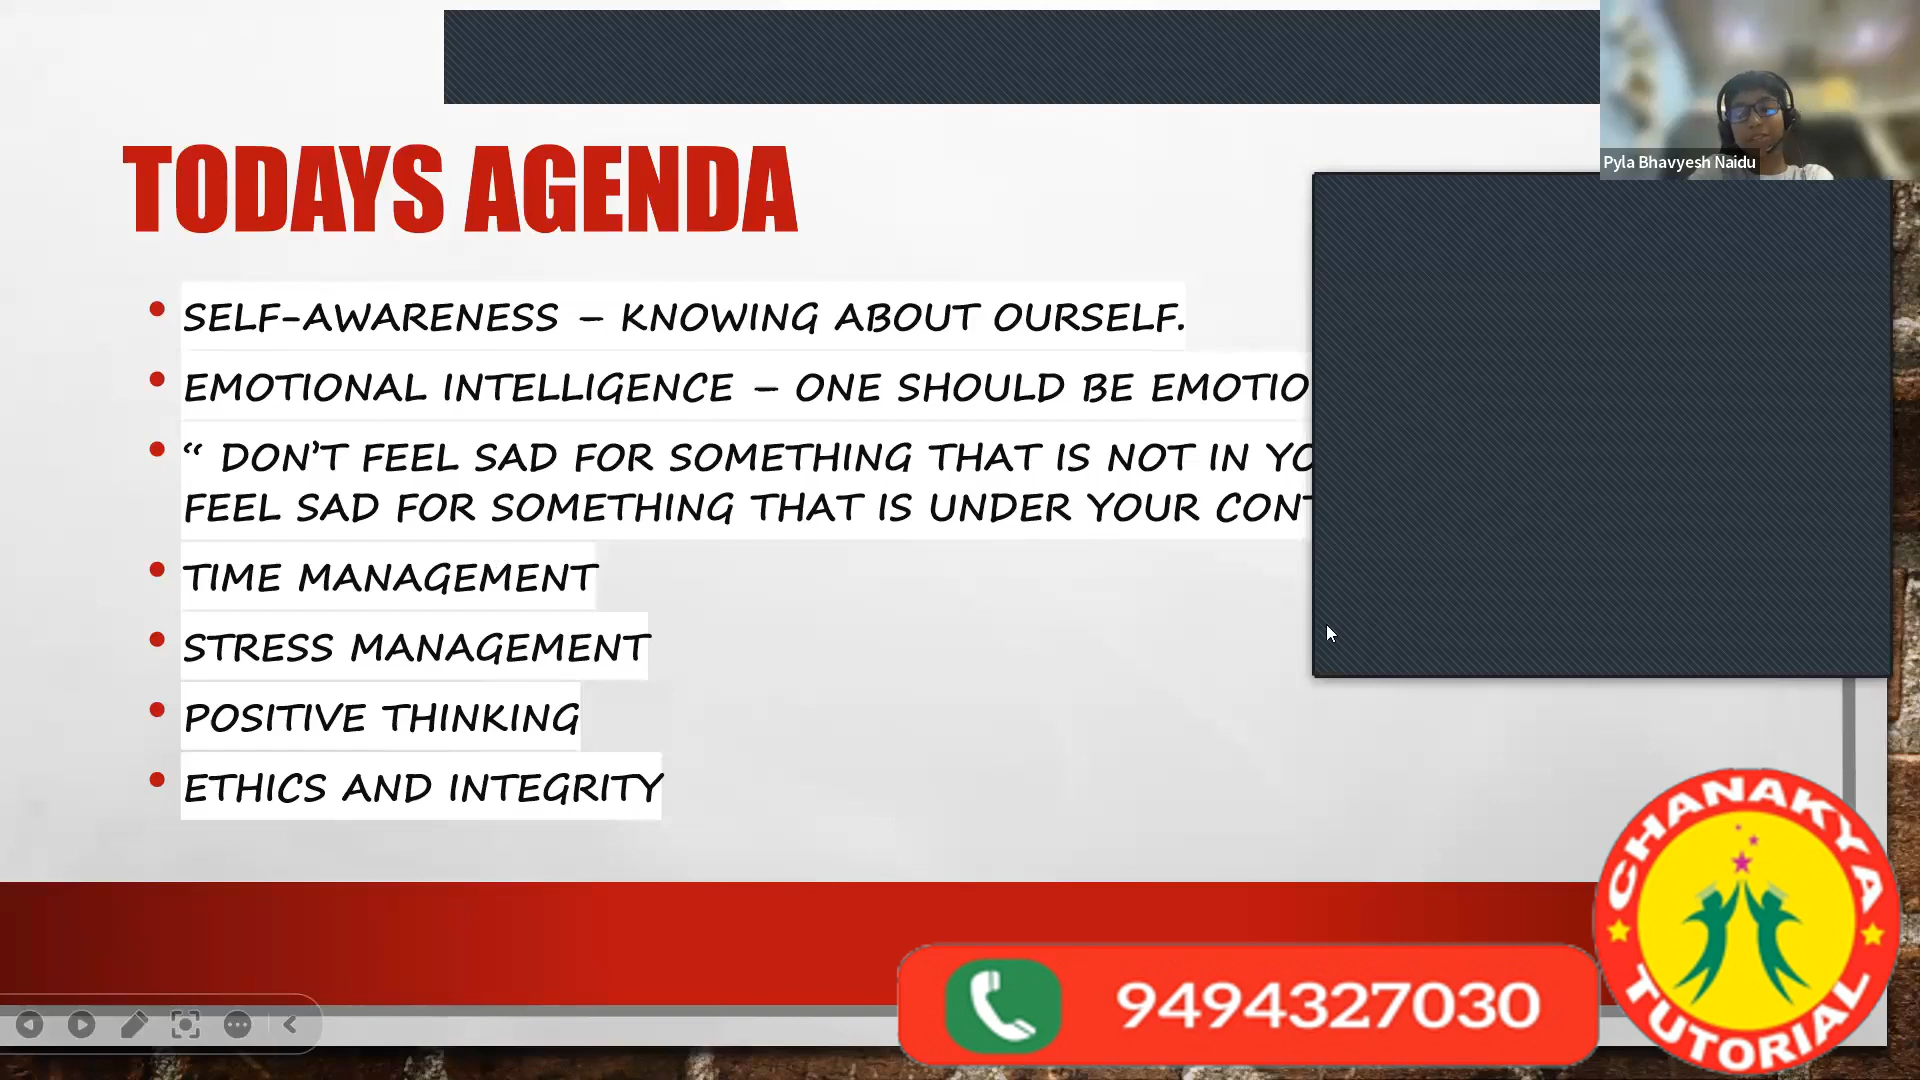 Pyla Bhavyesh Naidu
TODAYS AGENDA
• SELF-AWARENESS – KNOWING ABOUT OURSELF.
• EMOTIONAL INTELLIGENCE – ONE SHOULD BE
• “ DON’T FEEL SAD FOR SOMETHING THAT IS NOT IN
FEEL SAD FOR SOMETHING THAT IS UNDER YOUR
• TIME MANAGEMENT
• STRESS MANAGEMENT
• POSITIVE THINKING
• ETHICS AND INTEGRITY
CHANAKYA
TUTORIAL
9494327030